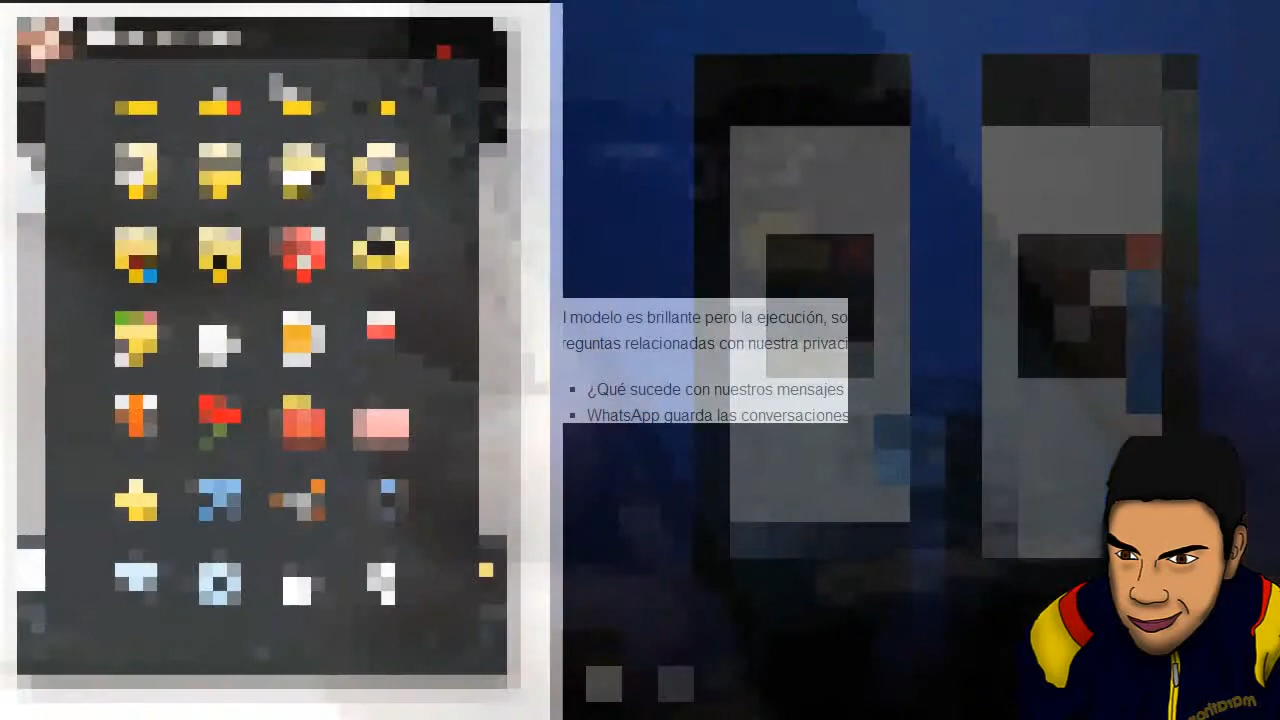 l modelo es brillante pero la ejecución, so
reguntas relacionadas con nuestra privaci
¿Qué sucede con nuestros mensajes
WhatsApp guarda las conversaciones